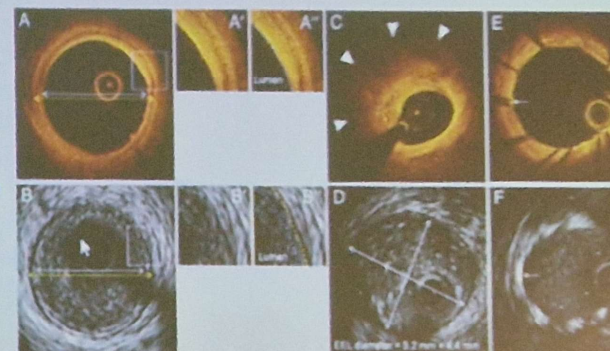 A
A'
A"
Lumen
C
E
B
B'
Lumen
D
EEL diameter = 5.2 mm × 4.4 mm
F